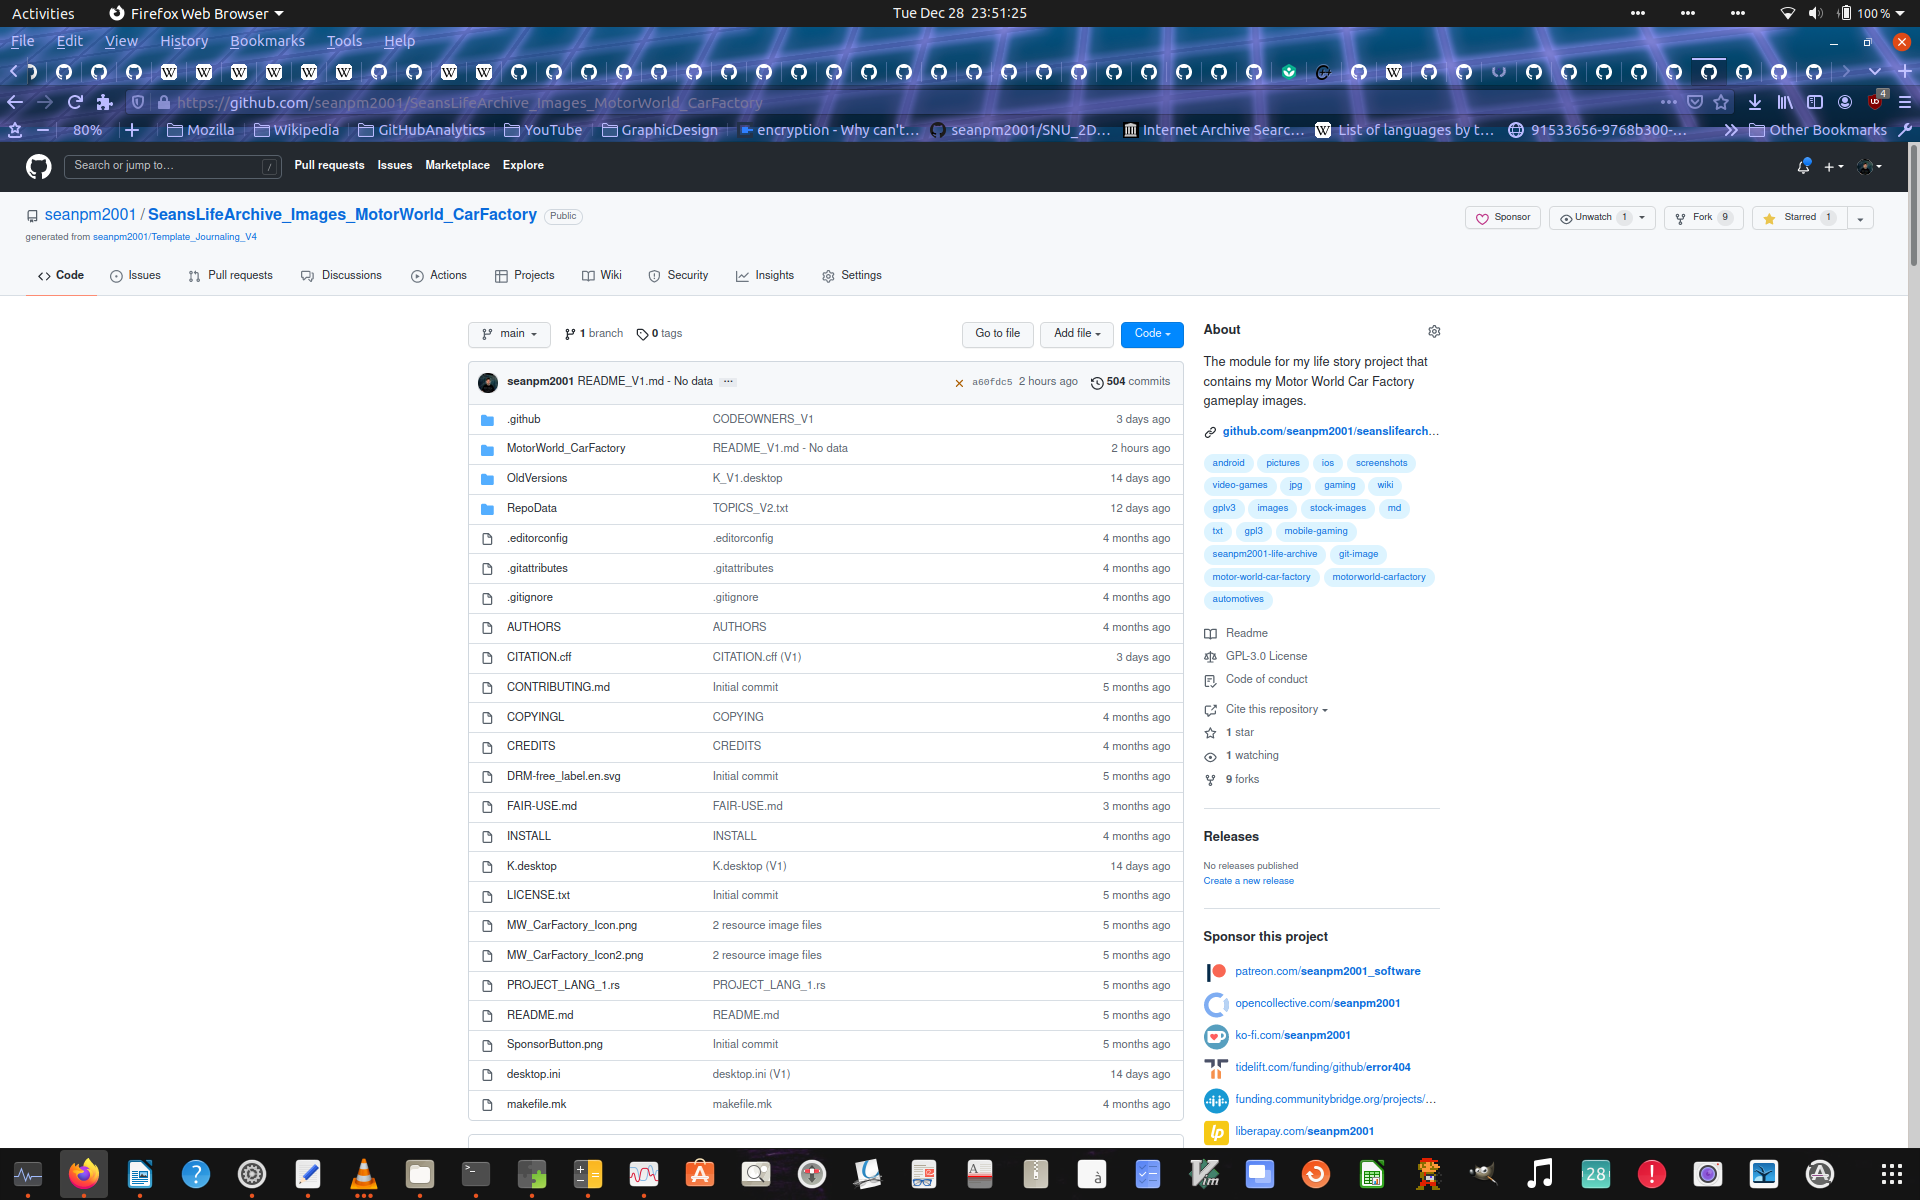 Activities
Firefox Web Browser
Tue Dec 28 23:51:25
100 %
File Edit View History Bookmarks Tools Help
https://github.com/seanpm2001/SeansLifeArchive_Images_MotorWorld_CarFactory
4
80%
Mozilla
Wikipedia
GitHubAnalytics
YouTube
GraphicDesign
encryption - Why can't…
seanpm2001/SNU_2D…
Internet Archive Searc…
List of languages by t…
91533656-9768b300-…
Other Bookmarks
Search or jump to… /
Pull requests Issues Marketplace Explore
seanpm2001 / SeansLifeArchive_Images_MotorWorld_CarFactory Public
generated from seanpm2001/Template_Journaling_V4
Sponsor
Unwatch 1
Fork 9
Starred 1
Code Issues Pull requests Discussions Actions Projects Wiki Security Insights Settings
main 1 branch 0 tags
Go to file Add file Code
seanpm2001 README_V1.md - No data ... a60fdc5 2 hours ago 504 commits
.github CODEOWNERS_V1 3 days ago
MotorWorld_CarFactory README_V1.md - No data 2 hours ago
OldVersions K_V1.desktop 14 days ago
RepoData TOPICS_V2.txt 12 days ago
.editorconfig .editorconfig 4 months ago
.gitattributes .gitattributes 4 months ago
.gitignore .gitignore 4 months ago
AUTHORS AUTHORS 4 months ago
CITATION.cff CITATION.cff (V1) 3 days ago
CONTRIBUTING.md Initial commit 5 months ago
COPYINGL COPYING 4 months ago
CREDITS CREDITS 4 months ago
DRM-free_label.en.svg Initial commit 5 months ago
FAIR-USE.md FAIR-USE.md 3 months ago
INSTALL INSTALL 4 months ago
K.desktop K.desktop (V1) 14 days ago
LICENSE.txt Initial commit 5 months ago
MW_CarFactory_Icon.png 2 resource image files 5 months ago
MW_CarFactory_Icon2.png 2 resource image files 5 months ago
PROJECT_LANG_1.rs PROJECT_LANG_1.rs 5 months ago
README.md README.md 5 months ago
SponsorButton.png Initial commit 5 months ago
desktop.ini desktop.ini (V1) 14 days ago
makefile.mk makefile.mk 4 months ago
About
The module for my life story project that
contains my Motor World Car Factory
gameplay images.
github.com/seanpm2001/seanslifearch…
android pictures ios screenshots
video-games jpg gaming wiki
gplv3 images stock-images md
txt gpl3 mobile-gaming
seanpm2001-life-archive git-image
motor-world-car-factory motorworld-carfactory
automotives
Readme
GPL-3.0 License
Code of conduct
Cite this repository
1 star
1 watching
9 forks
Releases
No releases published
Create a new release
Sponsor this project
patreon.com/seanpm2001_software
opencollective.com/seanpm2001
ko-fi.com/seanpm2001
tidelift.com/funding/github/error404
funding.communitybridge.org/projects/…
lp liberapay.com/seanpm2001
28